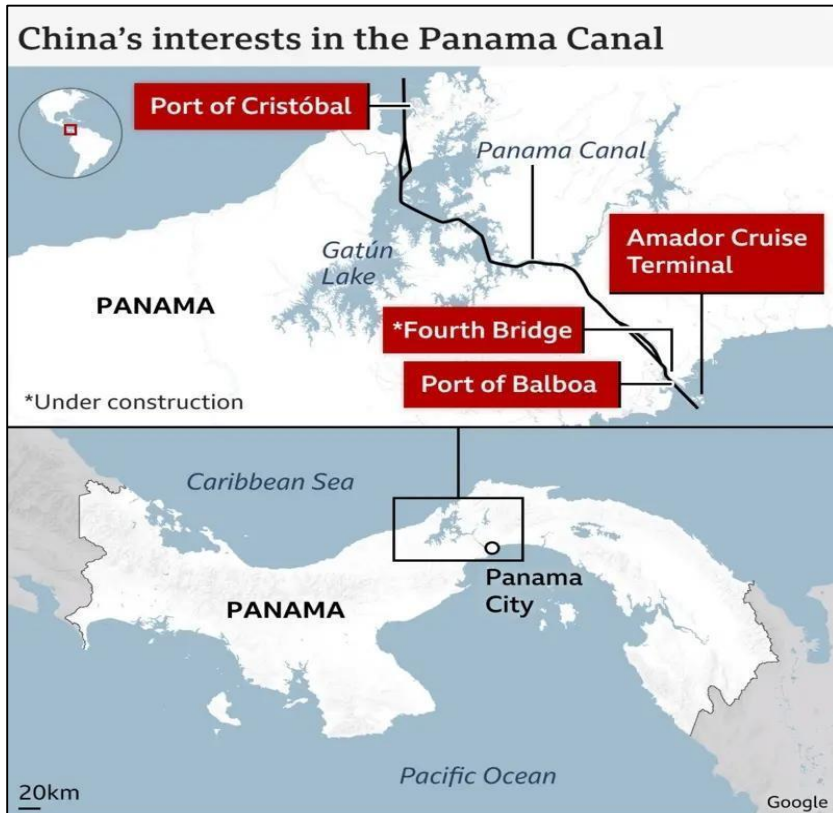 China's interests in the Panama Canal
Port of Cristóbal
Panama Canal
Amador Cruise
Terminal
Gatún
Lake
PANAMA
*Fourth Bridge
Port of Balboa
*Under construction
Caribbean Sea
Panama
City
PANAMA
Pacific Ocean
20km
Google